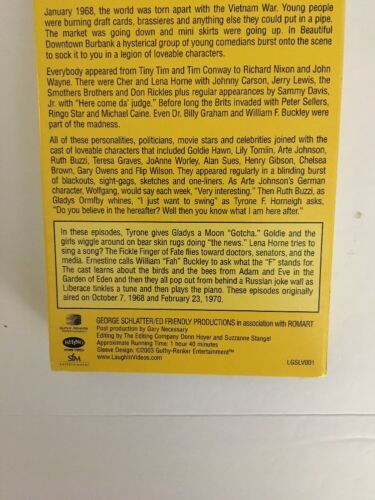 January 1968, the world was torn apart with the Vietnam War. Young people
were burning draft cards, brassieres and anything else they could put in a pipe.
The market was going down and mini skirts were going up. In Beautiful
Downtown Burbank a hysterical group of young comedians burst onto the scene
to sock it to you in a legion of loveable characters.
Everybody appeared from Tiny Tim and Tim Conway to Richard Nixon and John
Wayne. There were Cher and Lena Horne with Johnny Carson, Jerry Lewis, the
Smothers Brothers and Don Rickles plus regular appearances by Sammy Davis,
Jr. with "Here come da' judge." Before long the Brits invaded with Peter Sellers,
Ringo Star and Michael Caine. Even Dr. Billy Graham and William F. Buckley were
part of the madness.
All of these personalities, politicians, movie stars and celebrities joined with the
cast of loveable characters that included Goldie Hawn, Lily Tomlin, Arte Johnson,
Ruth Buzzi, Teresa Graves, JoAnne Worley, Alan Sues, Henry Gibson, Chelsea
Brown, Gary Owens and Flip Wilson. They appeared regularly in a blinding burst
of blackouts, sight-gags, sketches and one-liners. As Arte Johnson's German
character, Wolfgang, would say each week, "Very interesting." Then Ruth Buzzi, as
Gladys Ormfby whines, "I just want to swing" as Tyrone F. Horneigh asks,
"Do you believe in the hereafter? Well then you know what I am here after."
In these episodes, Tyrone gives Gladys a Moon "Gotcha." Goldie and the
girls wiggle around on bear skin rugs doing "the news." Lena Horne tries to
sing a song? The Fickle Finger of Fate flies toward doctors, senators, and the
media. Ernestine calls William "Fah" Buckley to ask what the "F" stands for.
The cast learns about the birds and the bees from Adam and Eve in the
Garden of Eden and then they all pop out from behind a Russian joke wall as
Liberace tinkles a tune and then plays the piano. These episodes originally
aired on October 7, 1968 and February 23, 1970.
GEORGE SCHLATTER/ED FRIENDLY PRODUCTIONS in association with ROMART
Post production by Gary Necessary
Editing by The Editing Company Donn Hoyer and Suzzanne Stangel
Approximate Running Time: 1 hour 40 minutes
Sleeve Design: ©2003 Guthy-Renker Entertainment™
www.LaughInVideos.com
LGSLV001
RHINO